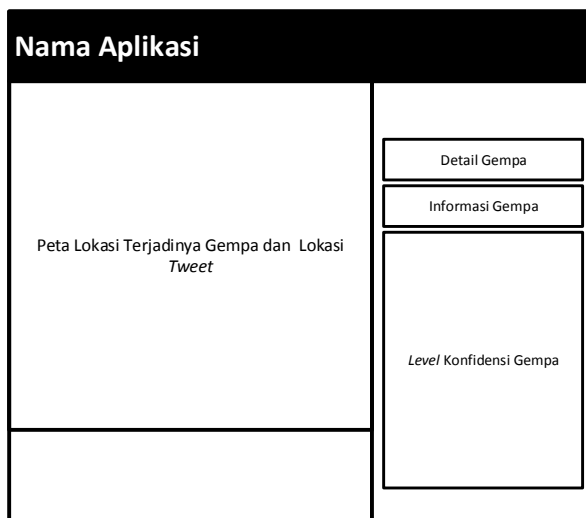 Nama Aplikasi
Detail Gempa
Informasi Gempa
Peta Lokasi Terjadinya Gempa dan Lokasi
Tweet
Level Konfidensi Gempa